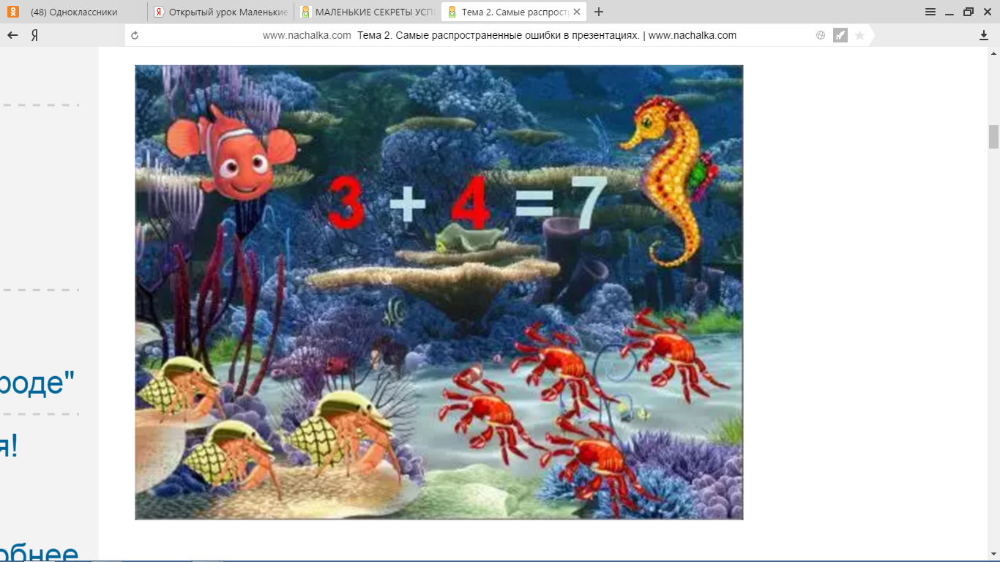 (48) Одноклассники
Открытый урок Маленькие
МАЛЕНЬКИЕ СЕКРЕТЫ УСП
Тема 2. Самые распрост
www.nachalka.com Тема 2. Самые распространенные ошибки в презентациях. | www.nachalka.com
3 + 4 = 7
роде"
я!
обнее